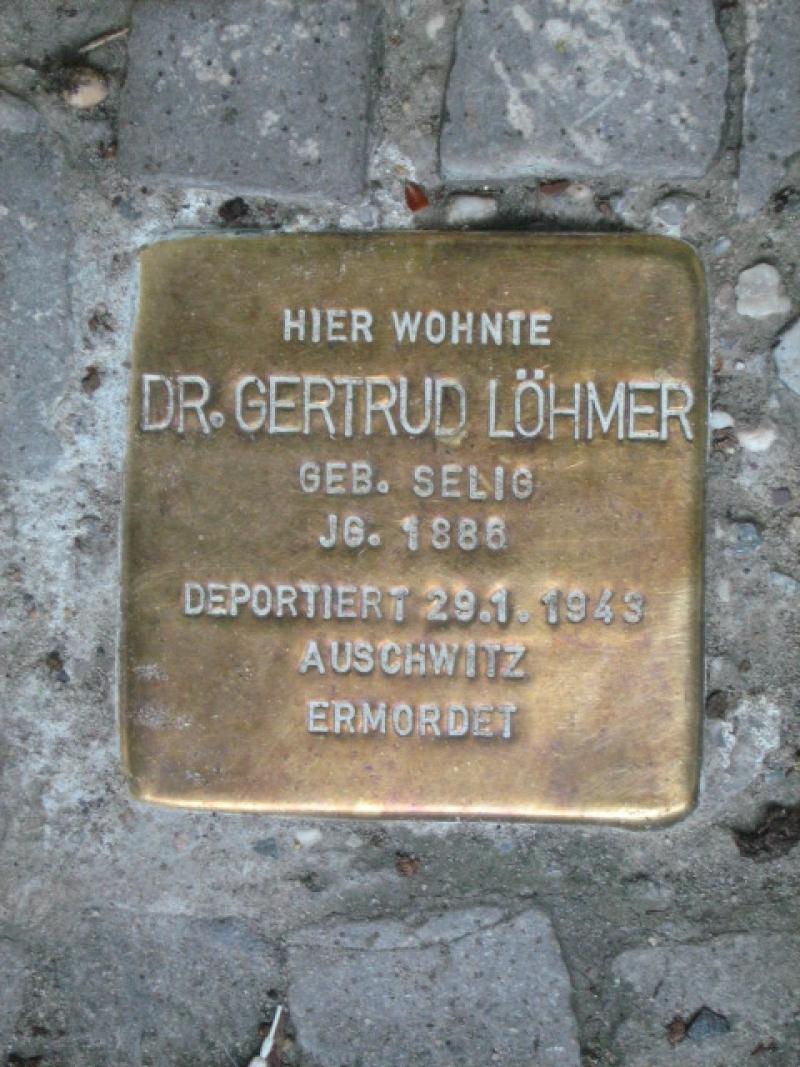 HIER WOHNTE
DR. GERTRUD LÖHMER
GEB. SELIG
JG. 1886
DEPORTIERT 29.1.1943
AUSCHWITZ
ERMORDET